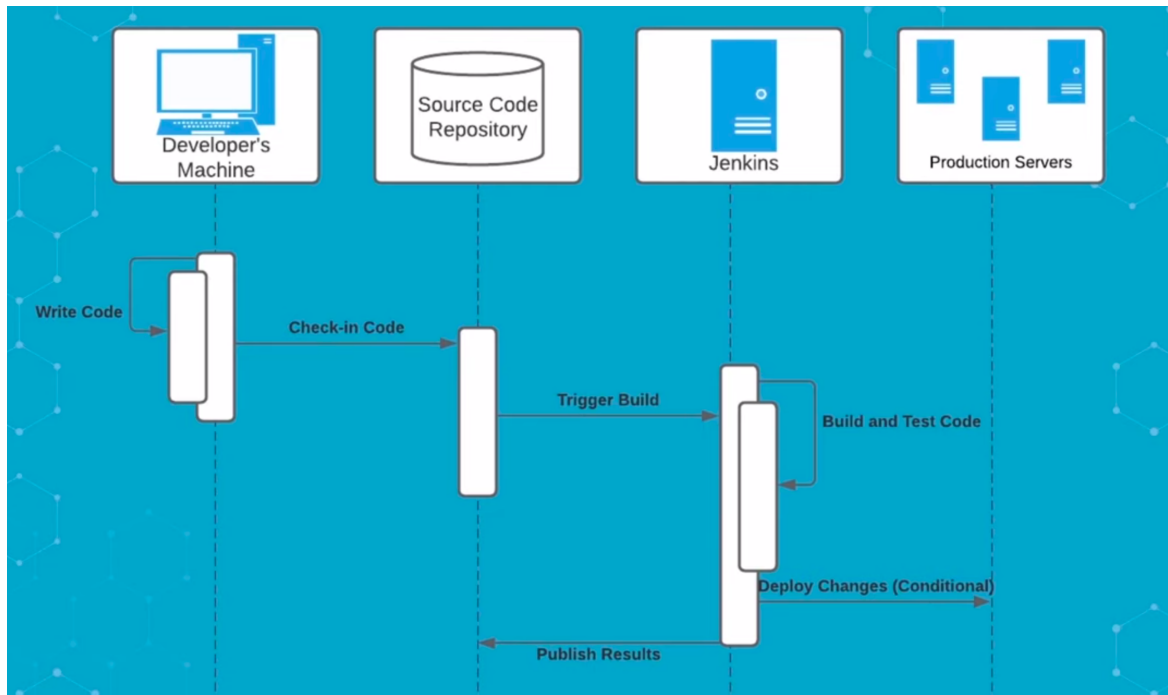 Developer's
Machine
Source Code
Repository
Jenkins
Production Servers
Write Code
Check-in Code
Trigger Build
Build and Test Code
Deploy Changes (Conditional)
Publish Results